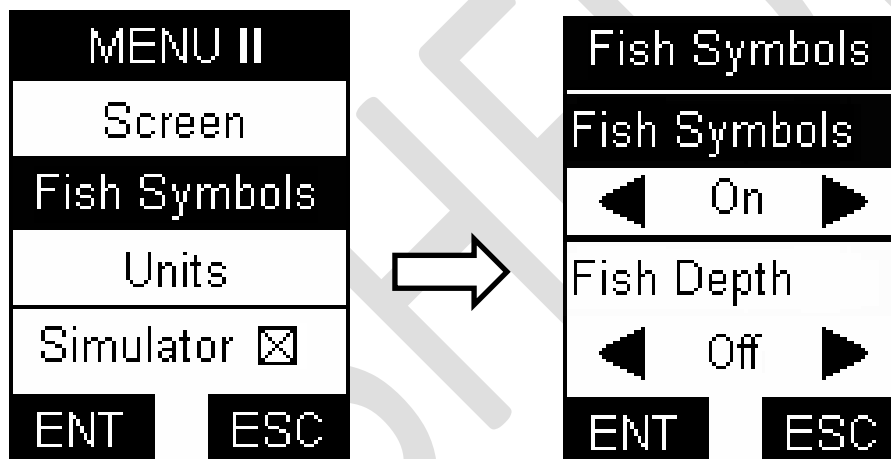 MENU II
Screen
Fish Symbols
Units
Simulator
ENT ESC
Fish Symbols
Fish Symbols
On
Fish Depth
Off
ENT ESC